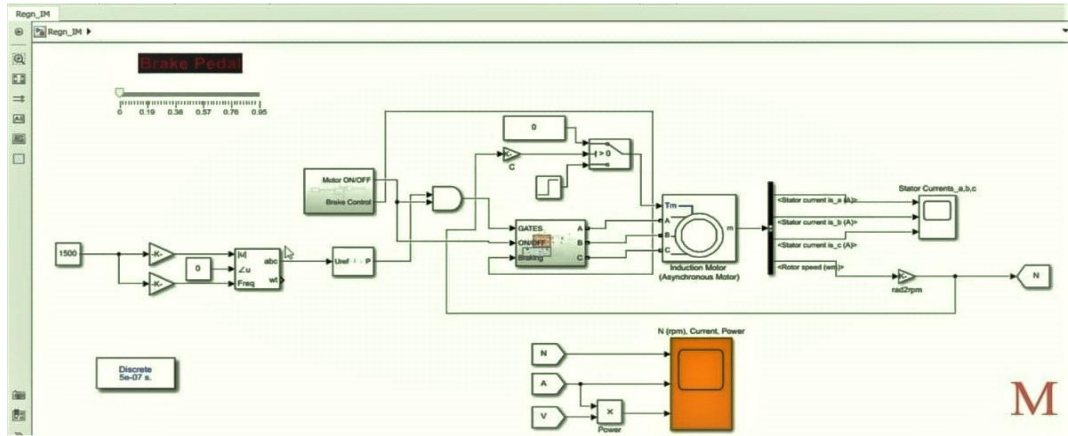 Regn_IM
Regn_IM
Brake Pedal
0 0.19 0.38 0.57 0.76 0.95
Motor ON/OFF
Brake Control
0
C
> 0
Tm
A
B
C
m
Induction Motor
(Asynchronous Motor)
GATES
ON/OFF
Braking
A
B
C
<Stator current is_a (A)>
<Stator current is_b (A)>
<Stator current is_c (A)>
<Rotor speed (wm)>
Stator Currents_a,b,c
-K-
rad2rpm
N
1500
-K-
-K-
0
|u|
∠u
Freq
abc
wt
Uref
P
Discrete
5e-07 s.
N (rpm), Current, Power
N
A
V
×
Power
M